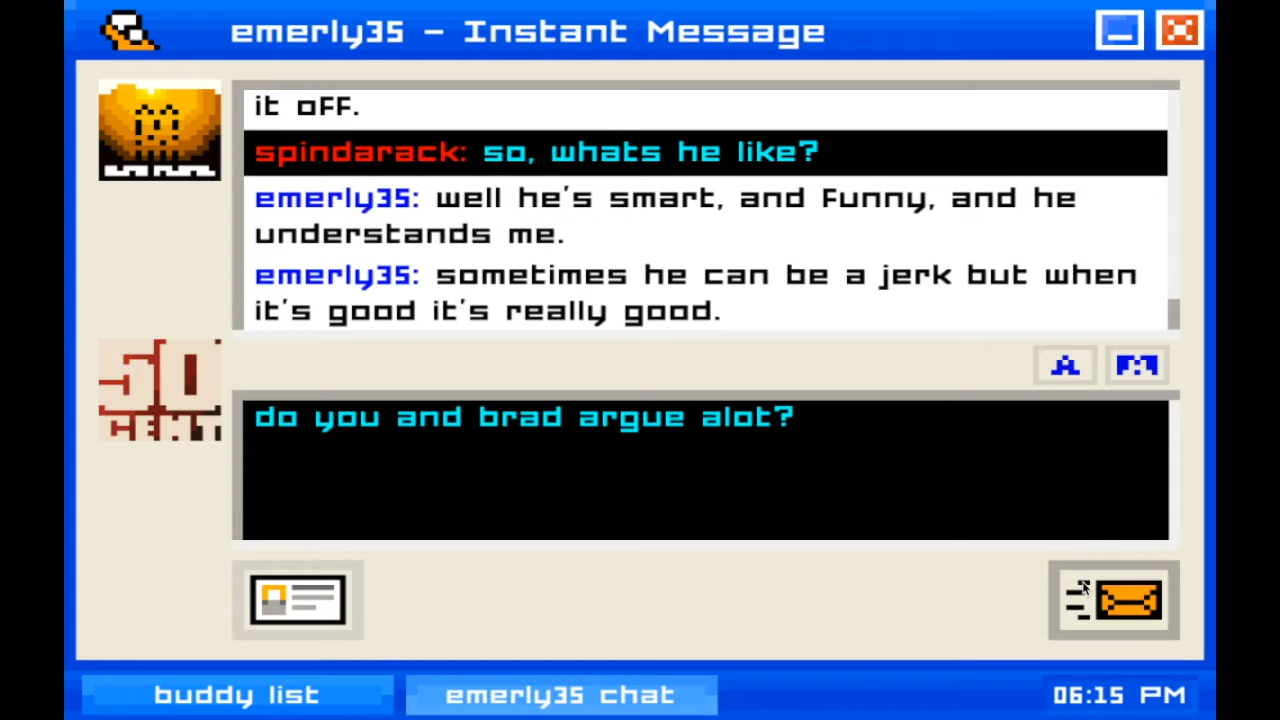 emerly35 - Instant Message
it off.
spindarack: so, whats he like?
emerly35: well he's smart, and funny, and he
understands me.
emerly35: sometimes he can be a jerk but when
it's good it's really good.
50
CENT
A
do you and brad argue alot?
buddy list
emerly35 chat
06:15 PM